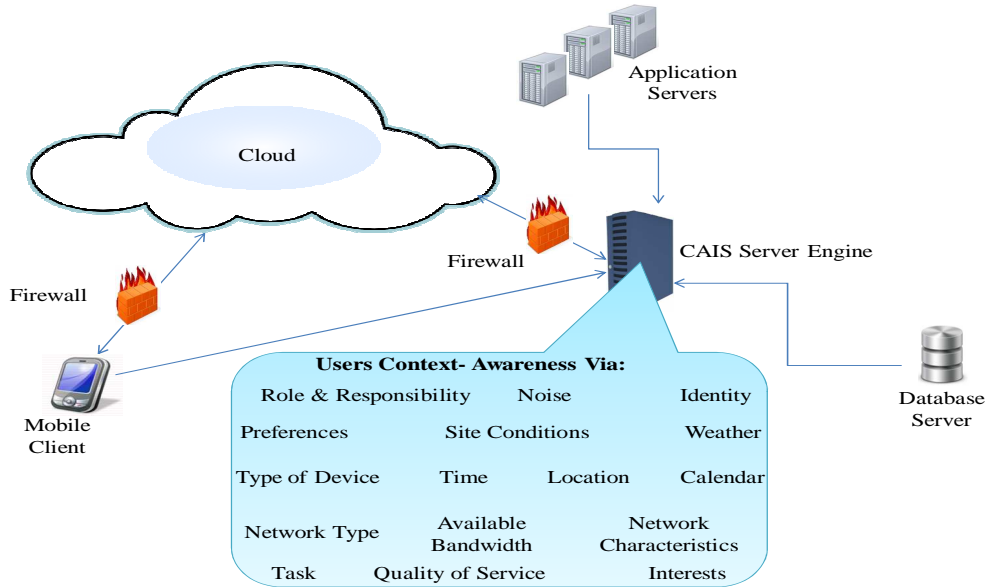 Application
Servers
Cloud
CAIS Server Engine
Firewall
Firewall
Mobile
Client
Database
Server
Users Context- Awareness Via:
Role & Responsibility Noise Identity
Preferences Site Conditions Weather
Type of Device Time Location Calendar
Network Type Available Bandwidth Network Characteristics
Task Quality of Service Interests